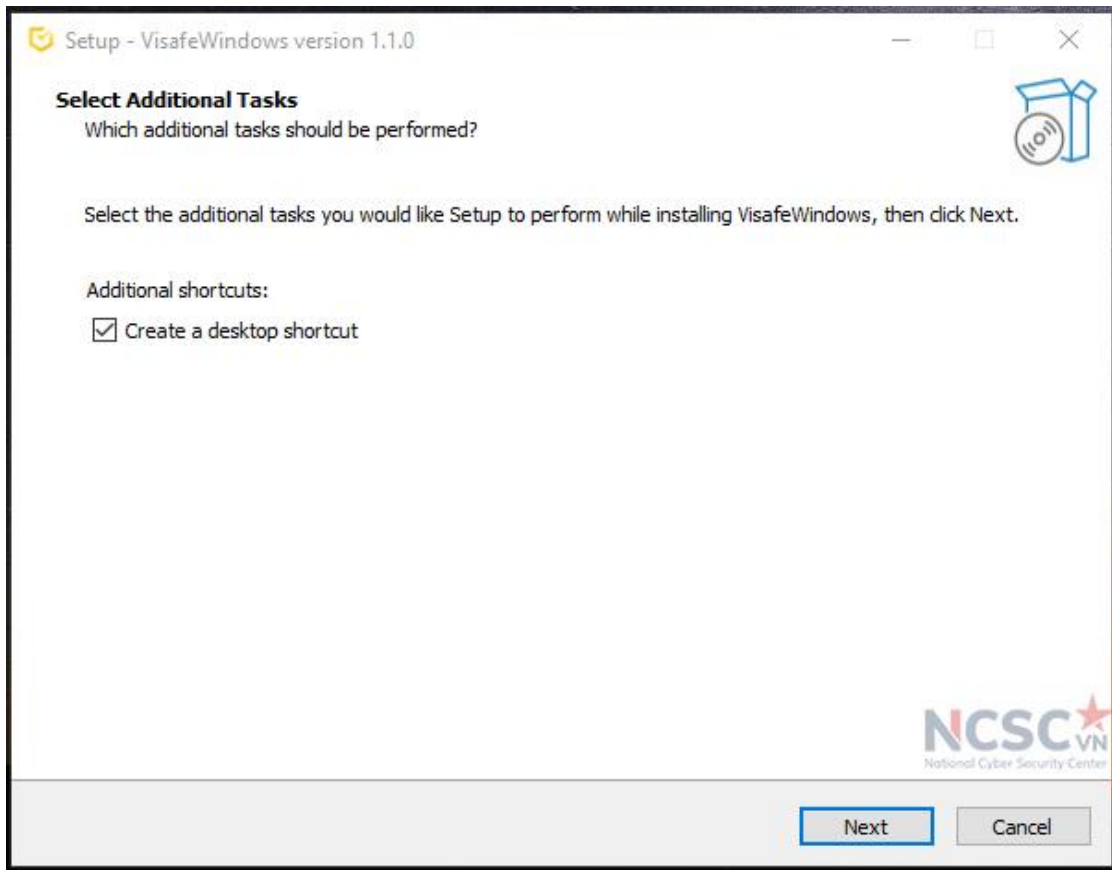 Setup - VisafeWindows version 1.1.0
Select Additional Tasks
Which additional tasks should be performed?
Select the additional tasks you would like Setup to perform while installing VisafeWindows, then click Next.
Additional shortcuts:
Create a desktop shortcut
NCSC
VN
National Cyber Security Center
Next
Cancel